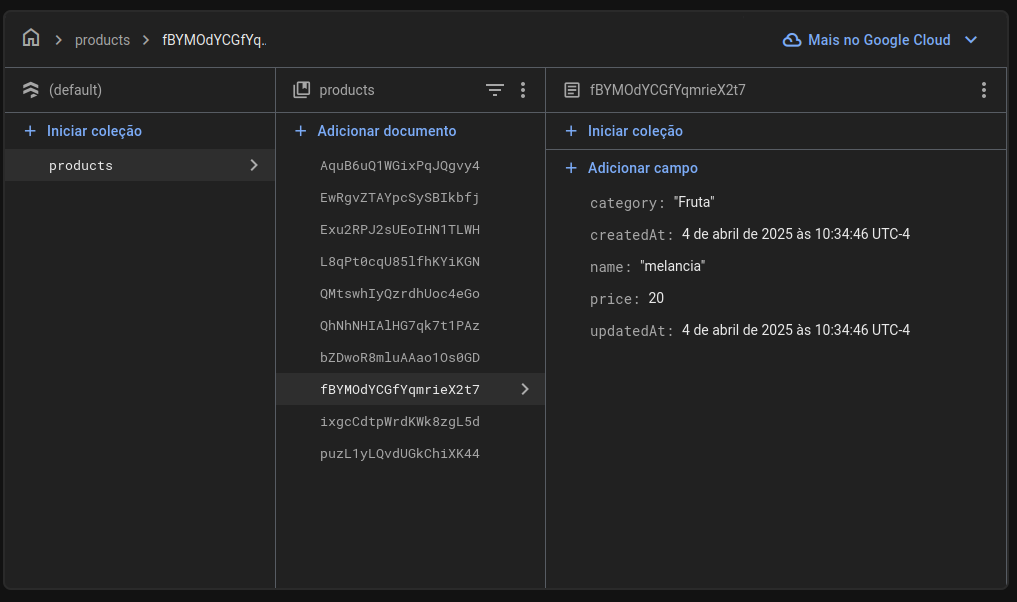 products
fBYMOdYCGfYq..
Mais no Google Cloud
(default)
products
fBYMOdYCGfYqmrieX2t7
Iniciar coleção
products
Adicionar documento
AquB6uQ1WGixPqJQgvy4
EwRgvZTAYpcSySBIkbfj
Exu2RPJ2sUEoIHN1TLWH
L8qPt0cqU85lfhKYiKGN
QMtswhIyQzrdhUoc4eGo
QhNhNHIAlHG7qk7t1PAz
bZDwoR8mluAAao1Os0GD
fBYMOdYCGfYqmrieX2t7
ixgcCdtpWrdKWk8zgL5d
puzL1yLQvdUGkChiXK44
Iniciar coleção
Adicionar campo
category: "Fruta"
createdAt: 4 de abril de 2025 às 10:34:46 UTC-4
name: "melancia"
price: 20
updatedAt: 4 de abril de 2025 às 10:34:46 UTC-4